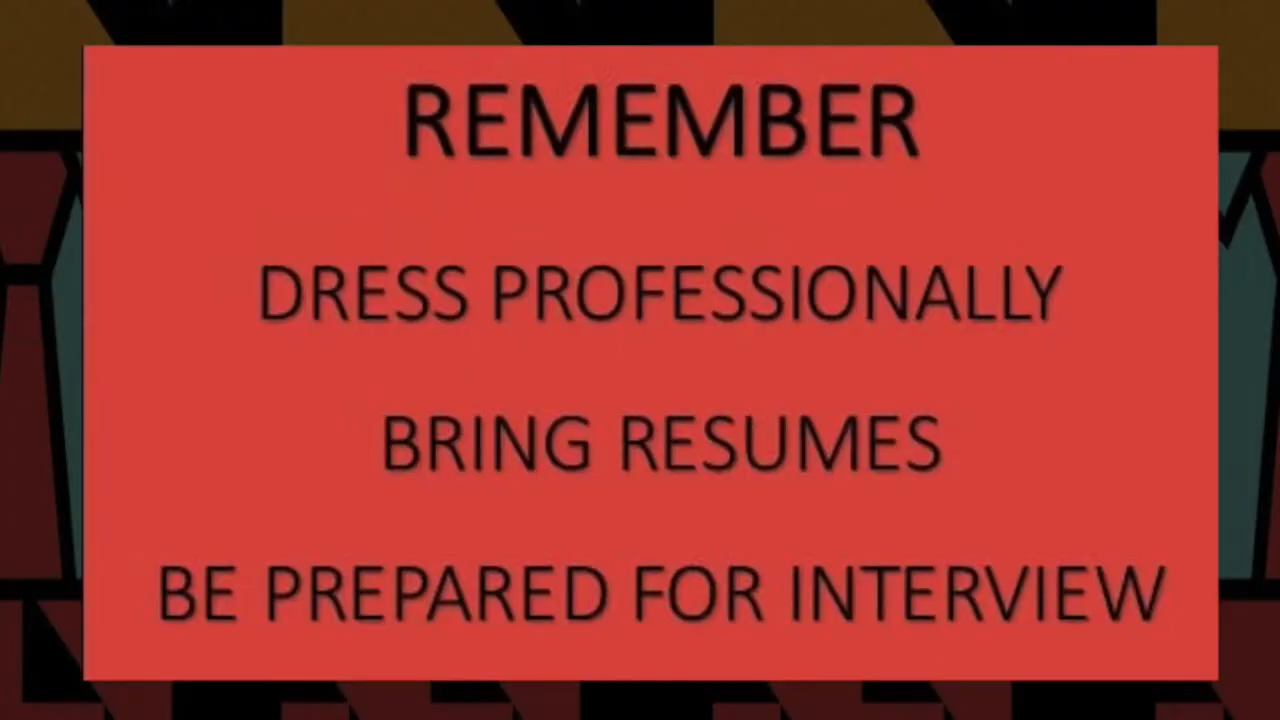 REMEMBER
DRESS PROFESSIONALLY
BRING RESUMES
BE PREPARED FOR INTERVIEW